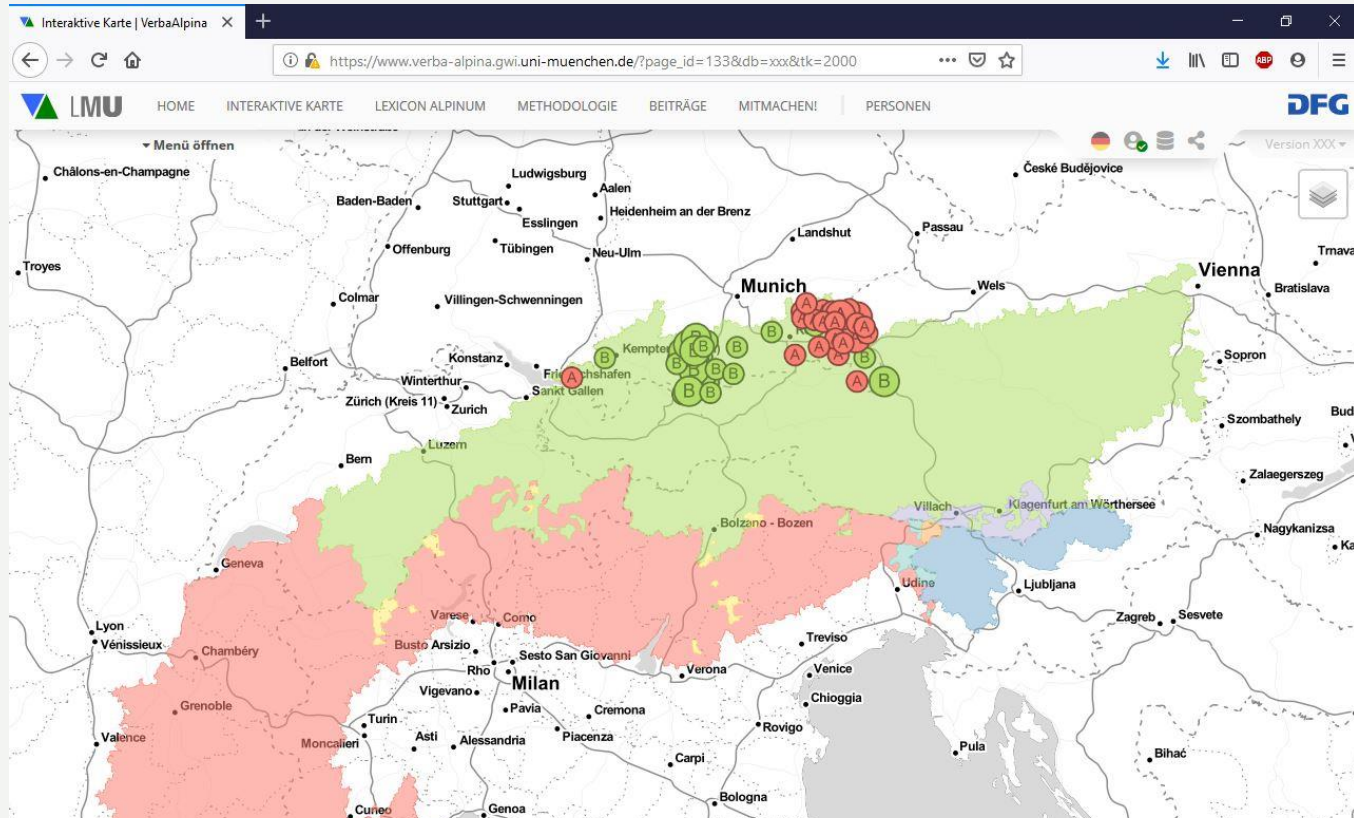 Interaktive Karte | VerbaAlpina
https://www.verba-alpina.gwi.uni-muenchen.de/?page_id=133&db=xxx&tk=2000
ABP
LMU HOME INTERAKTIVE KARTE LEXICON ALPINUM METHODOLOGIE BEITRÄGE MITMACHEN! PERSONEN DFG
Menü öffnen
Version XXX
Châlons-en-Champagne
Ludwigsburg
České Budějovice
Aalen
Baden-Baden
Stuttgart
Heidenheim an der Brenz
Esslingen
Passau
Landshut
Offenburg
Tübingen
Neu-Ulm
Trnava
Troyes
Vienna
Munich
Wels
Bratislava
Colmar
Villingen-Schwenningen
A
B
Belfort
Konstanz
Kempten
Sopron
Winterthur
Sankt Gallen
Zürich (Kreis 11)
Zurich
Szombathely
Bud
Luzern
Bern
Zalaegerszeg
Villach
Klagenfurt am Wörthersee
Bolzano - Bozen
Nagykanizsa
Ka
Geneva
Udine
Ljubljana
Varese
Como
Zagreb
Sesvete
Lyon
Vénissieux
Chambéry
Busto Arsizio
Treviso
Sesto San Giovanni
Rho
Verona
Venice
Milan
Vigevano
Chioggia
Grenoble
Pavia
Cremona
Turin
Rovigo
Valence
Moncalieri
Asti
Alessandria
Piacenza
Pula
Bihać
Carpi
Bologna
Cuneo
Genoa